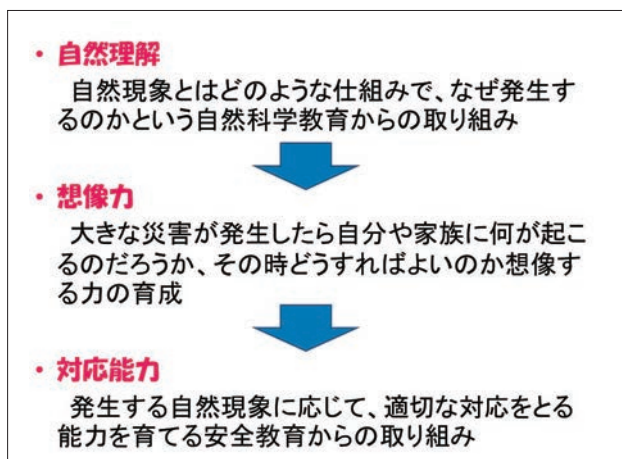 ・自然理解
自然現象とはどのような仕組みで、なぜ発生す
るのかという自然科学教育からの取り組み
・想像力
大きな災害が発生したら自分や家族に何が起こ
るのだろうか、その時どうすればよいのか想像す
る力の育成
・対応能力
発生する自然現象に応じて、適切な対応をとる
能力を育てる安全教育からの取り組み